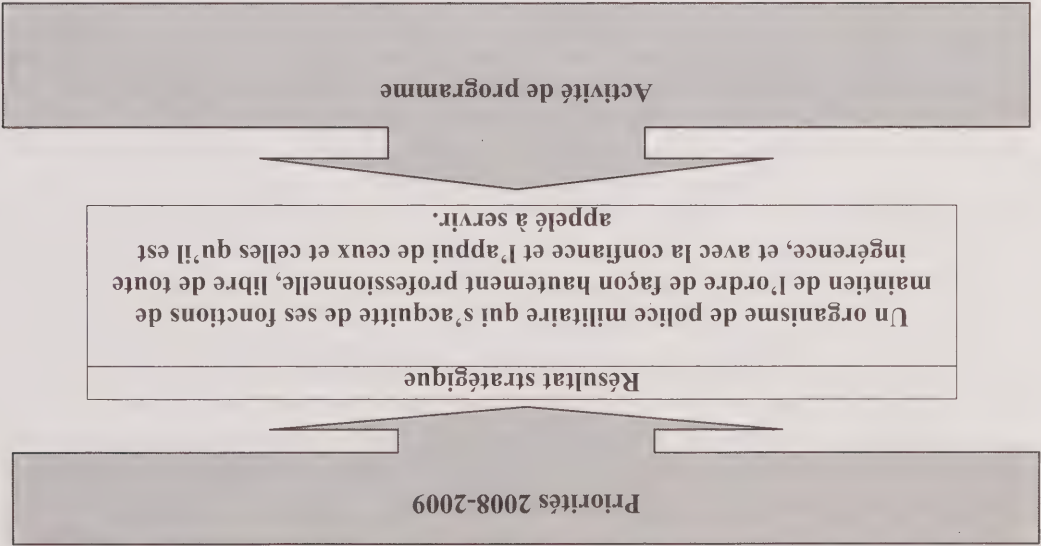 Priorités 2008-2009
Résultat stratégique
Un organisme de police militaire qui s'acquitte de ses fonctions de
maintien de l'ordre de façon hautement professionnelle, libre de toute
ingérence, et avec la confiance et l'appui de ceux et celles qu'il est
appelé à servir.
Activité de programme